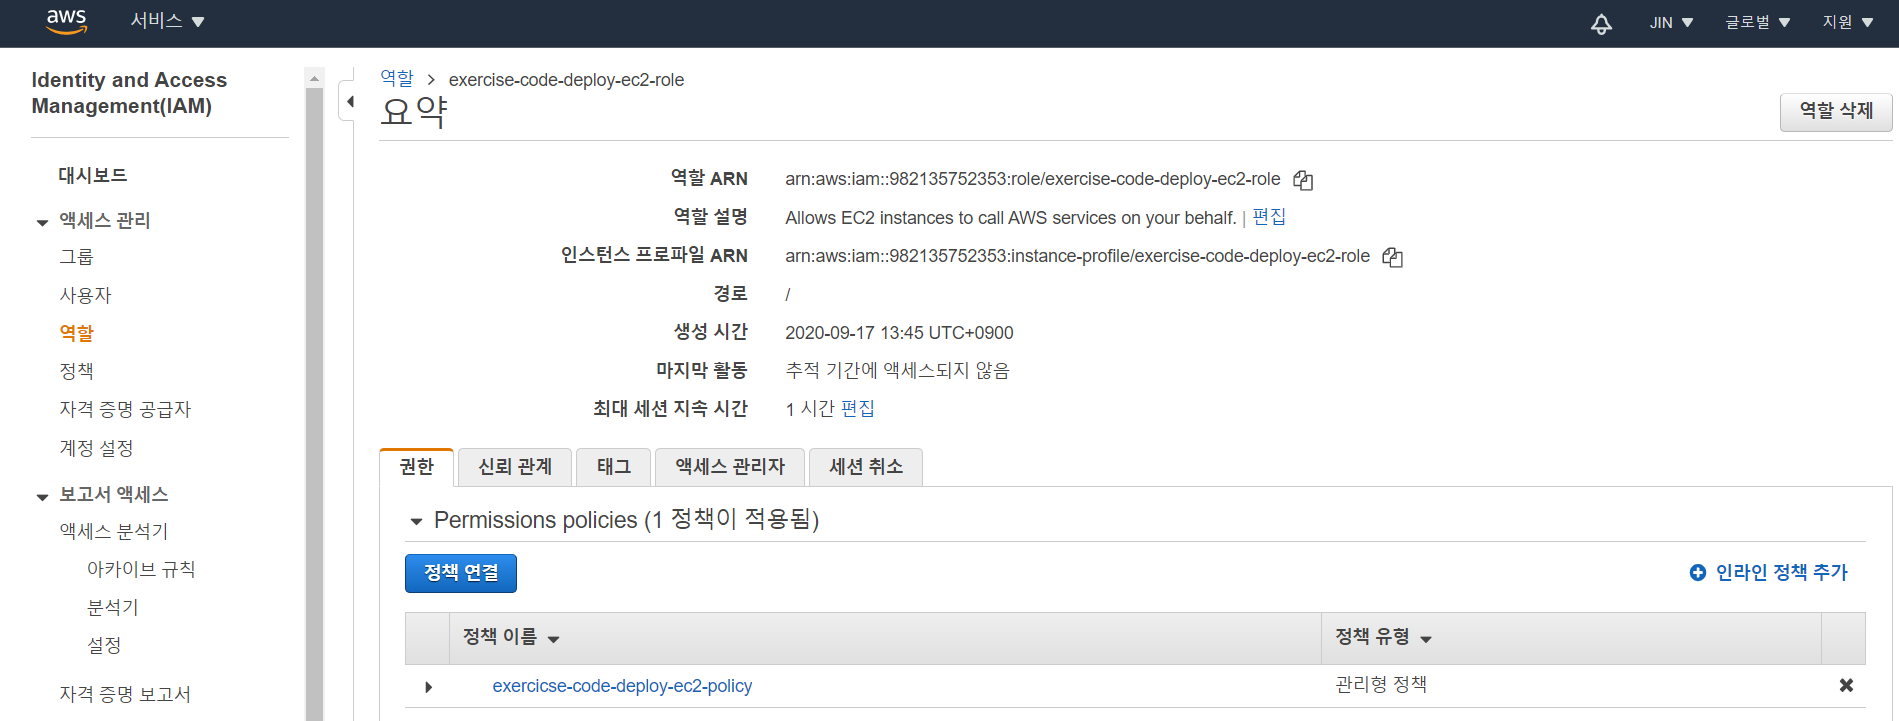 aws 서비스 JIN 글로벌 지원
Identity and Access
Management(IAM)
대시보드
액세스 관리
그룹
사용자
역할
정책
자격 증명 공급자
계정 설정
보고서 액세스
액세스 분석기
아카이브 규칙
분석기
설정
자격 증명 보고서
역할 > exercise-code-deploy-ec2-role
요약
역할 삭제
역할 ARN arn:aws:iam::982135752353:role/exercise-code-deploy-ec2-role
역할 설명 Allows EC2 instances to call AWS services on your behalf. | 편집
인스턴스 프로파일 ARN arn:aws:iam::982135752353:instance-profile/exercise-code-deploy-ec2-role
경로 /
생성 시간 2020-09-17 13:45 UTC+0900
마지막 활동 추적 기간에 액세스되지 않음
최대 세션 지속 시간 1 시간 편집
권한 신뢰 관계 태그 액세스 관리자 세션 취소
Permissions policies (1 정책이 적용됨)
정책 연결 인라인 정책 추가
정책 이름 정책 유형
exercicse-code-deploy-ec2-policy 관리형 정책